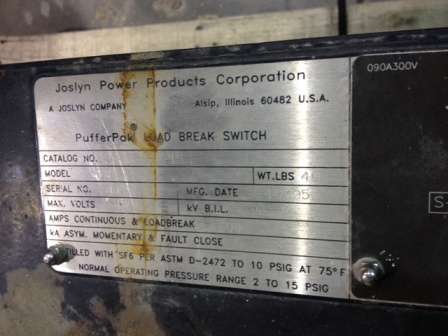 Joslyn Power Products Corporation
A JOSLYN COMPANY Alsip, Illinois 60482 U.S.A.
PufferPak® LOAD BREAK SWITCH
CATALOG NO.
MODEL WT.LBS 4
SERIAL NO. MFG. DATE 95
MAX. VOLTS kV B.I.L.
AMPS CONTINUOUS & LOADBREAK
kA ASYM. MOMENTARY & FAULT CLOSE
FILLED WITH SF6 PER ASTM D-2472 TO 10 PSIG AT 75°F
NORMAL OPERATING PRESSURE RANGE 2 TO 15 PSIG
090A300V
S-